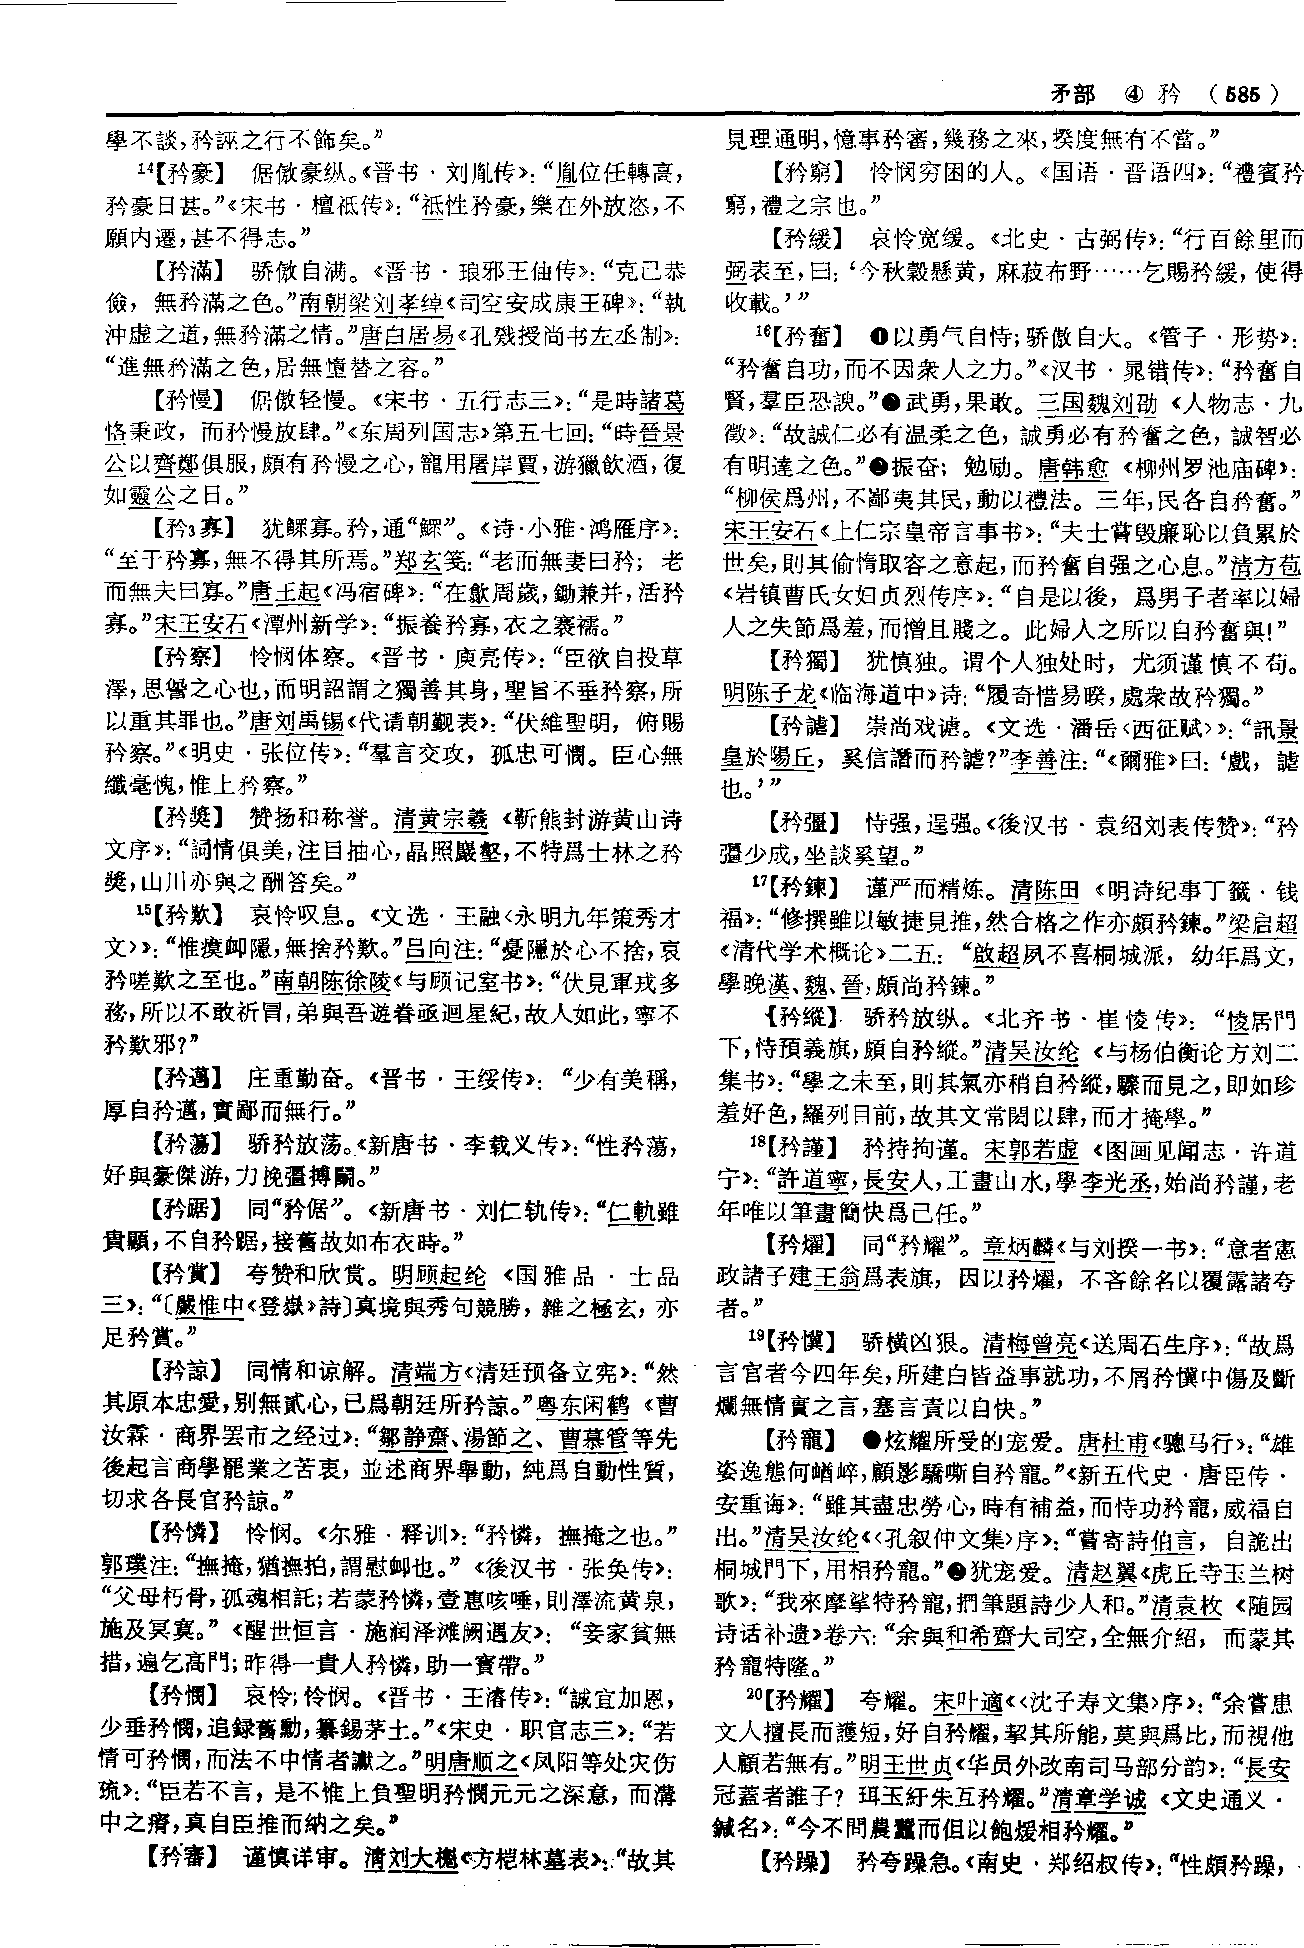 矛部 ④ 矜 （585）
學不談，矜誣之行不飾矣。”
14【矜豪】 倨傲豪纵。《晋书·刘胤传》：“胤位任轉高，
矜豪日甚。”《宋书·檀祗传》：“祗性矜豪，樂在外放恣，不
願内遷，甚不得志。”
【矜滿】 骄傲自满。《晋书·琅邪王伷传》：“克己恭
儉，無矜滿之色。”南朝梁刘孝绰《司空安成康王碑》：“執
沖虚之道，無矜滿之情。”唐白居易《孔戣授尚书左丞制》：
“進無矜滿之色，居無墮替之容。”
【矜慢】 倨傲轻慢。《宋书·五行志三》：“是時諸葛
恪秉政，而矜慢放肆。”《东周列国志》第五七回：“時晉景
公以齊鄭俱服，頗有矜慢之心，寵用屠岸賈，游獵飲酒，復
如靈公之日。”
【矜3寡】 犹鳏寡。矜，通“鳏”。《诗·小雅·鸿雁序》：
“至于矜寡，無不得其所焉。”郑玄笺：“老而無妻曰矜；老
而無夫曰寡。”唐王起《冯宿碑》：“在歙周歲，鋤兼并，活矜
寡。”宋王安石《潭州新学》：“振養矜寡，衣之褰襦。”
【矜察】 怜悯体察。《晋书·庾亮传》：“臣欲自投草
澤，思愆之心也，而明詔謂之獨善其身，聖旨不垂矜察，所
以重其罪也。”唐刘禹锡《代请朝觐表》：“伏維聖明，俯賜
矜察。”《明史·张位传》：“羣言交攻，孤忠可憫。臣心無
纖毫愧，惟上矜察。”
【矜奬】 赞扬和称誉。清黄宗羲《靳熊封游黄山诗
文序》：“詞情俱美，注目抽心，晶照巖壑，不特爲士林之矜
奬，山川亦與之酬答矣。”
15【矜歎】 哀怜叹息。《文选·王融〈永明九年策秀才
文〉》：“惟瘼卹隱，無捨矜歎。”吕向注：“憂隱於心不捨，哀
矜嗟歎之至也。”南朝陈徐陵《与顾记室书》：“伏見軍戎多
務，所以不敢祈冒，弟與吾遊眷亟迴星紀，故人如此，寧不
矜歎邪？”
【矜邁】 庄重勤奋。《晋书·王绥传》：“少有美稱，
厚自矜邁，實鄙而無行。”
【矜蕩】 骄矜放荡。《新唐书·李载义传》：“性矜蕩，
好與豪傑游，力挽彊搏鬭。”
【矜踞】 同“矜倨”。《新唐书·刘仁轨传》：“仁軌雖
貴顯，不自矜踞，接舊故如布衣時。”
【矜賞】 夸赞和欣赏。明顾起纶《国雅品·士品
三》：“〔嚴惟中《登嶽》詩〕真境與秀句競勝，雜之極玄，亦
足矜賞。”
【矜諒】 同情和谅解。清端方《清廷预备立宪》：“然
其原本忠愛，别無貳心，已爲朝廷所矜諒。”粤东闲鹤《曹
汝霖·商界罢市之经过》：“鄒静齋、湯節之、曹慕管等先
後起言商學罷業之苦衷，並述商界舉動，純爲自動性質，
切求各長官矜諒。”
【矜憐】 怜悯。《尔雅·释训》：“矜憐，撫掩之也。”
郭璞注：“撫掩，猶撫拍，謂慰卹也。”《後汉书·张奂传》：
“父母朽骨，孤魂相託；若蒙矜憐，壹惠咳唾，則澤流黄泉，
施及冥寞。”《醒世恒言·施润泽滩阙遇友》：“妾家貧無
措，遍乞高門；昨得一貴人矜憐，助一寶帶。”
【矜憫】 哀怜；怜悯。《晋书·王濬传》：“誠宜加恩，
少垂矜憫，追録舊勳，纂錫茅土。”《宋史·职官志三》：“若
情可矜憫，而法不中情者讞之。”明唐顺之《凤阳等处灾伤
疏》：“臣若不言，是不惟上負聖明矜憫元元之深意，而溝
中之瘠，真自臣推而納之矣。”
【矜審】 谨慎详审。清刘大櫆《方桤林墓表》：“故其
見理通明，憶事矜審，幾務之來，揆度無有不當。”
【矜窮】 怜悯穷困的人。《国语·晋语四》：“禮賓矜
窮，禮之宗也。”
【矜緩】 哀怜宽缓。《北史·古弼传》：“行百餘里而
弼表至，曰：‘今秋穀懸黄，麻菽布野……乞賜矜緩，使得
收載。’”
16【矜奮】 ❶以勇气自恃；骄傲自大。《管子·形势》：
“矜奮自功，而不因衆人之力。”《汉书·晁错传》：“矜奮自
賢，羣臣恐諛。”❷武勇，果敢。三国魏刘劭《人物志·九
徵》：“故誠仁必有温柔之色，誠勇必有矜奮之色，誠智必
有明達之色。”❸振奋；勉励。唐韩愈《柳州罗池庙碑》：
“柳侯爲州，不鄙夷其民，動以禮法。三年，民各自矜奮。”
宋王安石《上仁宗皇帝言事书》：“夫士嘗毁廉恥以負累於
世矣，則其偷惰取容之意起，而矜奮自强之心息。”清方苞
《岩镇曹氏女妇贞烈传序》：“自是以後，爲男子者率以婦
人之失節爲羞，而憎且賤之。此婦人之所以自矜奮與！”
【矜獨】 犹慎独。谓个人独处时，尤须谨慎不苟。
明陈子龙《临海道中》诗：“履奇惜易暌，處衆故矜獨。”
【矜謔】 崇尚戏谑。《文选·潘岳〈西征赋〉》：“訊景
皇於陽丘，奚信譖而矜謔？”李善注：“《爾雅》曰：‘戲，謔
也。’”
【矜彊】 恃强，逞强。《後汉书·袁绍刘表传赞》：“矜
彊少成，坐談奚望。”
17【矜鍊】 谨严而精炼。清陈田《明诗纪事丁籤·钱
福》：“修撰雖以敏捷見推，然合格之作亦頗矜鍊。”梁启超
《清代学术概论》二五：“啟超夙不喜桐城派，幼年爲文，
學晚漢、魏、晉，頗尚矜鍊。”
【矜縱】 骄矜放纵。《北齐书·崔㥄传》：“㥄居門
下，恃預義旗，頗自矜縱。”清吴汝纶《与杨伯衡论方刘二
集书》：“學之未至，則其氣亦稍自矜縱，驟而見之，即如珍
羞好色，羅列目前，故其文常閎以肆，而才掩學。”
18【矜謹】 矜持拘谨。宋郭若虚《图画见闻志·许道
宁》：“許道寧，長安人，工畫山水，學李光丞，始尚矜謹，老
年唯以筆畫簡快爲己任。”
【矜燿】 同“矜耀”。章炳麟《与刘揆一书》：“意者憲
政諸子建王翁爲表旗，因以矜燿，不吝餘名以覆露諸夸
者。”
19【矜愎】 骄横凶狠。清梅曾亮《送周石生序》：“故爲
言官者今四年矣，所建白皆益事就功，不屑矜愎中傷及斷
爛無情實之言，塞言責以自快。”
【矜寵】 ❶炫耀所受的宠爱。唐杜甫《骢马行》：“雄
姿逸態何崷崪，顧影驕嘶自矜寵。”《新五代史·唐臣传·
安重诲》：“雖其盡忠勞心，時有補益，而恃功矜寵，威福自
出。”清吴汝纶《〈孔叙仲文集〉序》：“嘗寄詩伯言，自詭出
桐城門下，用相矜寵。”❷犹宠爱。清赵翼《虎丘寺玉兰树
歌》：“我來摩挲特矜寵，捫筆題詩少人和。”清袁枚《随园
诗话补遗》卷六：“余與和希齋大司空，全無介紹，而蒙其
矜寵特隆。”
20【矜耀】 夸耀。宋叶適《〈沈子寿文集〉序》：“余嘗患
文人擅長而護短，好自矜耀，挈其所能，莫與爲比，而視他
人顧若無有。”明王世贞《华员外改南司马部分韵》：“長安
冠蓋者誰子？珥玉紆朱互矜耀。”清章学诚《文史通义·
鍼名》：“今不問農蠶而但以飽煖相矜耀。”
【矜躁】 矜夸躁急。《南史·郑绍叔传》：“性頗矜躁，